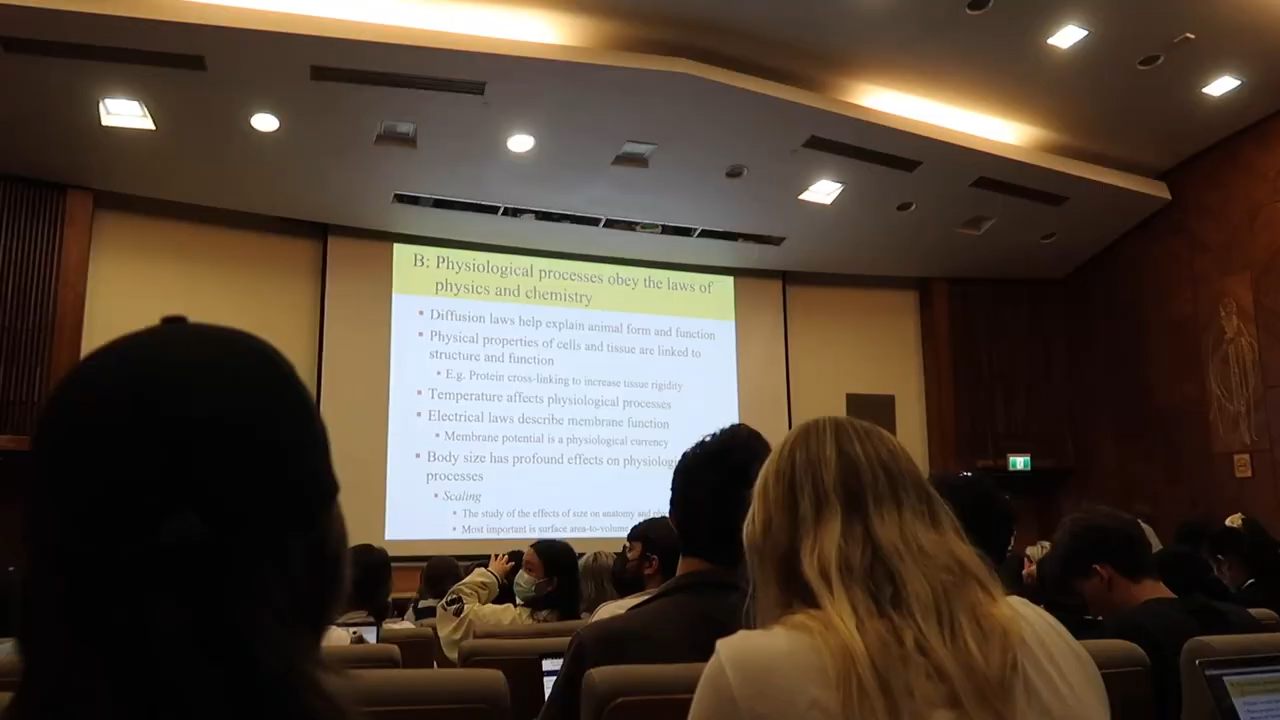 B: Physiological processes obey the laws of
physics and chemistry
Diffusion laws help explain animal form and function
Physical properties of cells and tissue are linked to
structure and function
E.g. Protein cross-linking to increase tissue rigidity
Temperature affects physiological processes
Electrical laws describe membrane function
Membrane potential is a physiological currency
Body size has profound effects on
processes
Scaling
The study of the effects of size on anatomy and
Most important is surface area-to-volume